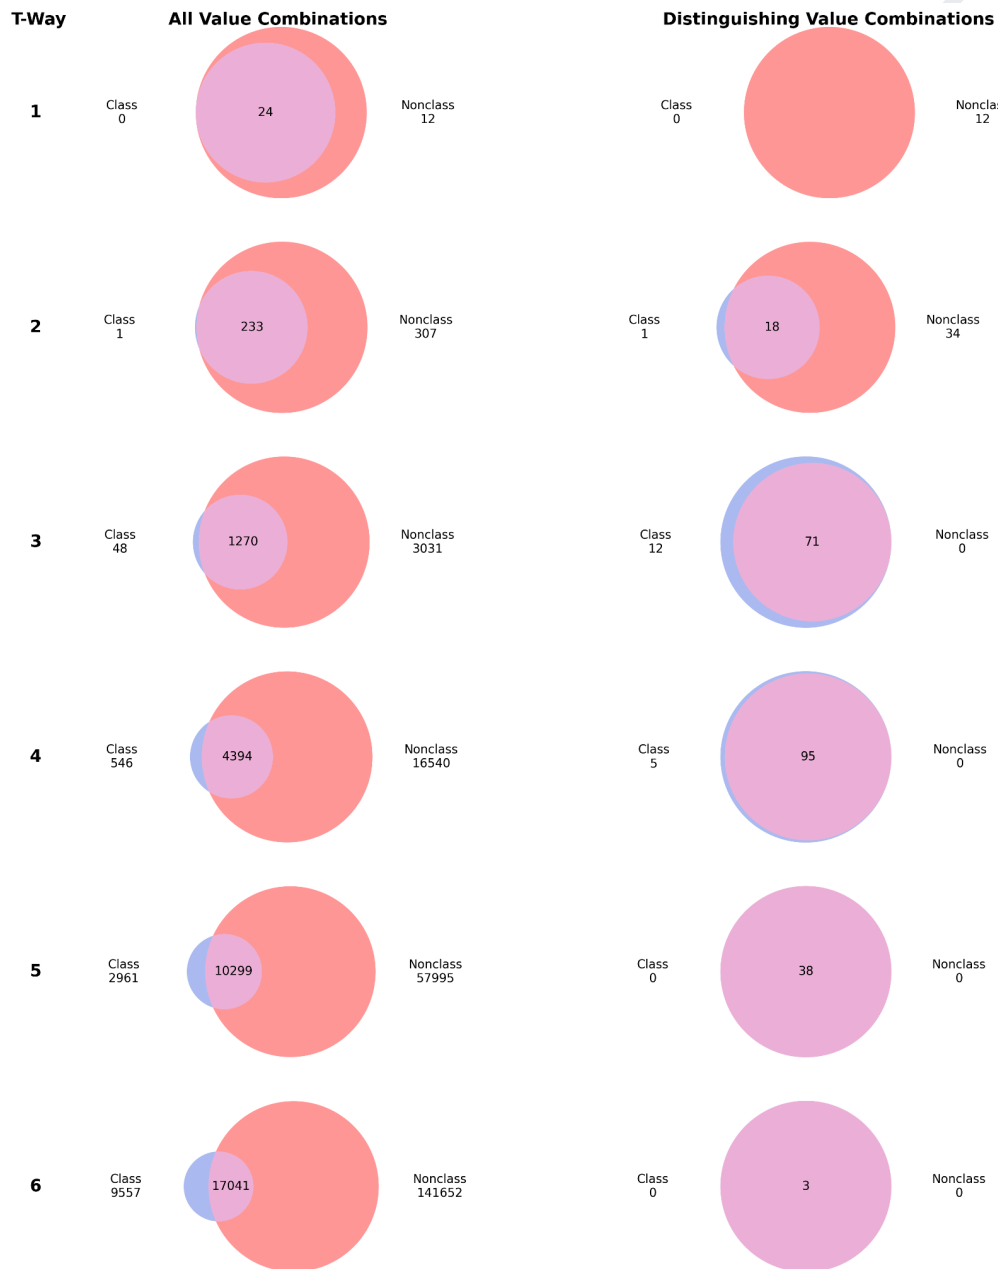 T-Way All Value Combinations Distinguishing Value Combinations
1
Class
0
24
Nonclass
12
Class
0
Noncla
12
2
Class
1
233
Nonclass
307
Class
1
18
Nonclass
34
3
Class
48
1270
Nonclass
3031
Class
12
71
Nonclass
0
4
Class
546
4394
Nonclass
16540
Class
5
95
Nonclass
0
5
Class
2961
10299
Nonclass
57995
Class
0
38
Nonclass
0
6
Class
9557
17041
Nonclass
141652
Class
0
3
Nonclass
0